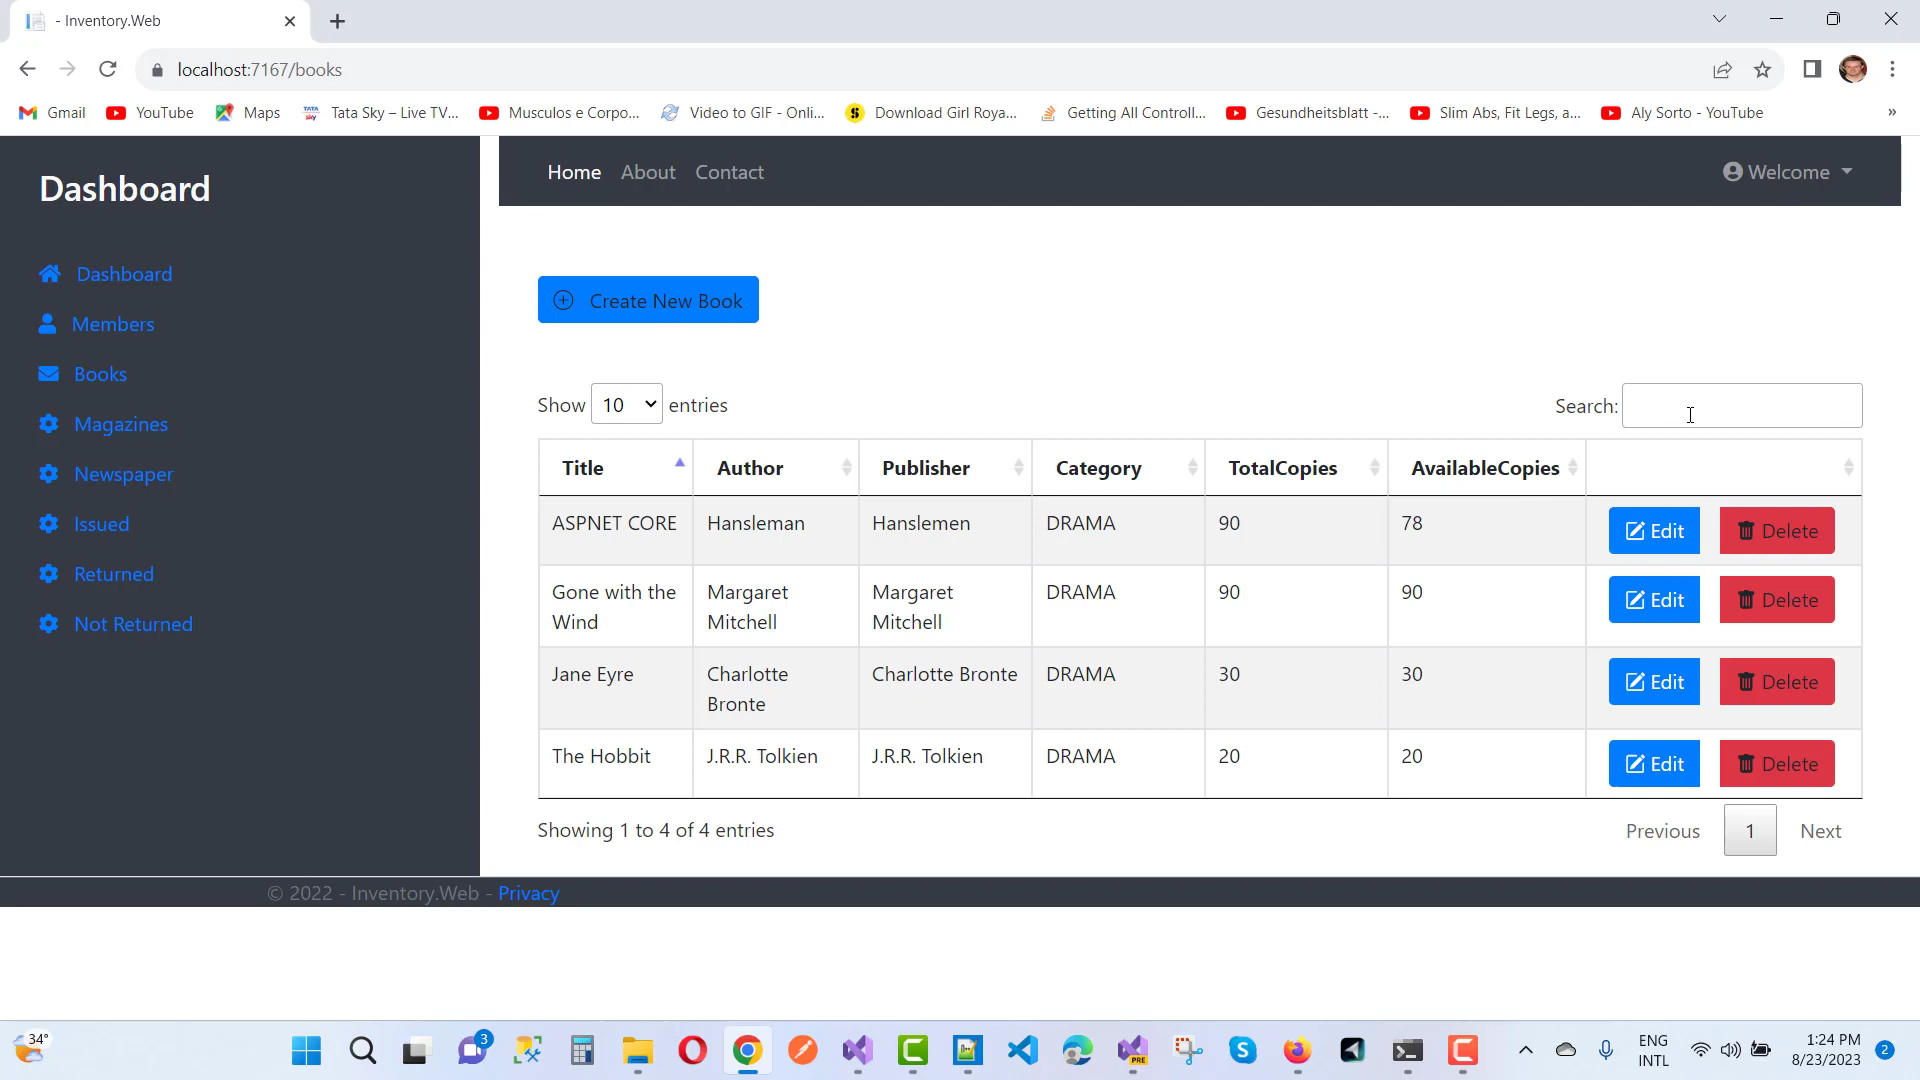 - Inventory.Web
localhost:7167/books
Gmail YouTube Maps Tata Sky – Live TV... Musculos e Corpo... Video to GIF - Onli... Download Girl Roya... Getting All Controll... Gesundheitsblatt -... Slim Abs, Fit Legs, a... Aly Sorto - YouTube »
Dashboard
Dashboard
Members
Books
Magazines
Newspaper
Issued
Returned
Not Returned
Home About Contact Welcome
Create New Book
Show 10 entries
Search:
Title Author Publisher Category TotalCopies AvailableCopies
ASPNET CORE Hansleman Hanslemen DRAMA 90 78 Edit Delete
Gone with the Wind Margaret Mitchell Margaret Mitchell DRAMA 90 90 Edit Delete
Jane Eyre Charlotte Bronte Charlotte Bronte DRAMA 30 30 Edit Delete
The Hobbit J.R.R. Tolkien J.R.R. Tolkien DRAMA 20 20 Edit Delete
Showing 1 to 4 of 4 entries
Previous 1 Next
© 2022 - Inventory.Web - Privacy
34°
3
PRE
ENG
INTL
1:24 PM
8/23/2023
2